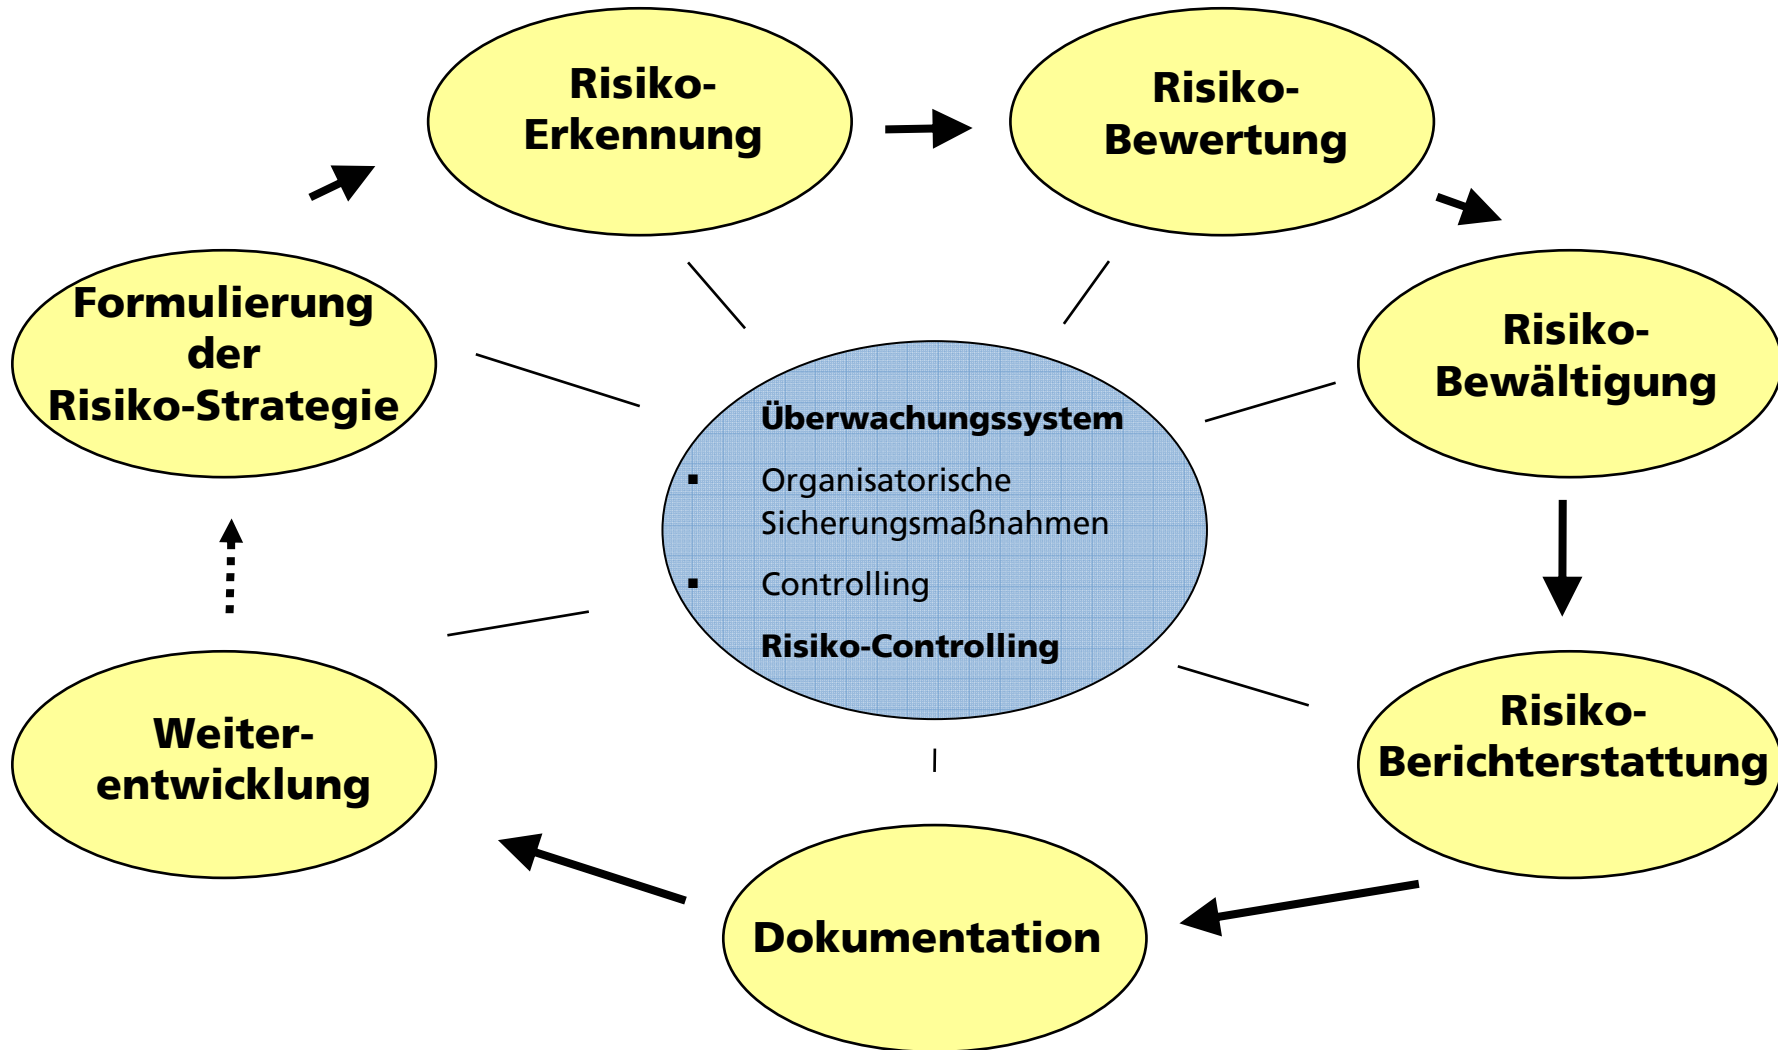 Risiko-
Erkennung
Risiko-
Bewertung
Risiko-
Bewältigung
Risiko-
Berichterstattung
Dokumentation
Weiter-
entwicklung
Formulierung
der
Risiko-Strategie
Überwachungssystem
▪ Organisatorische
Sicherungsmaßnahmen
▪ Controlling
Risiko-Controlling